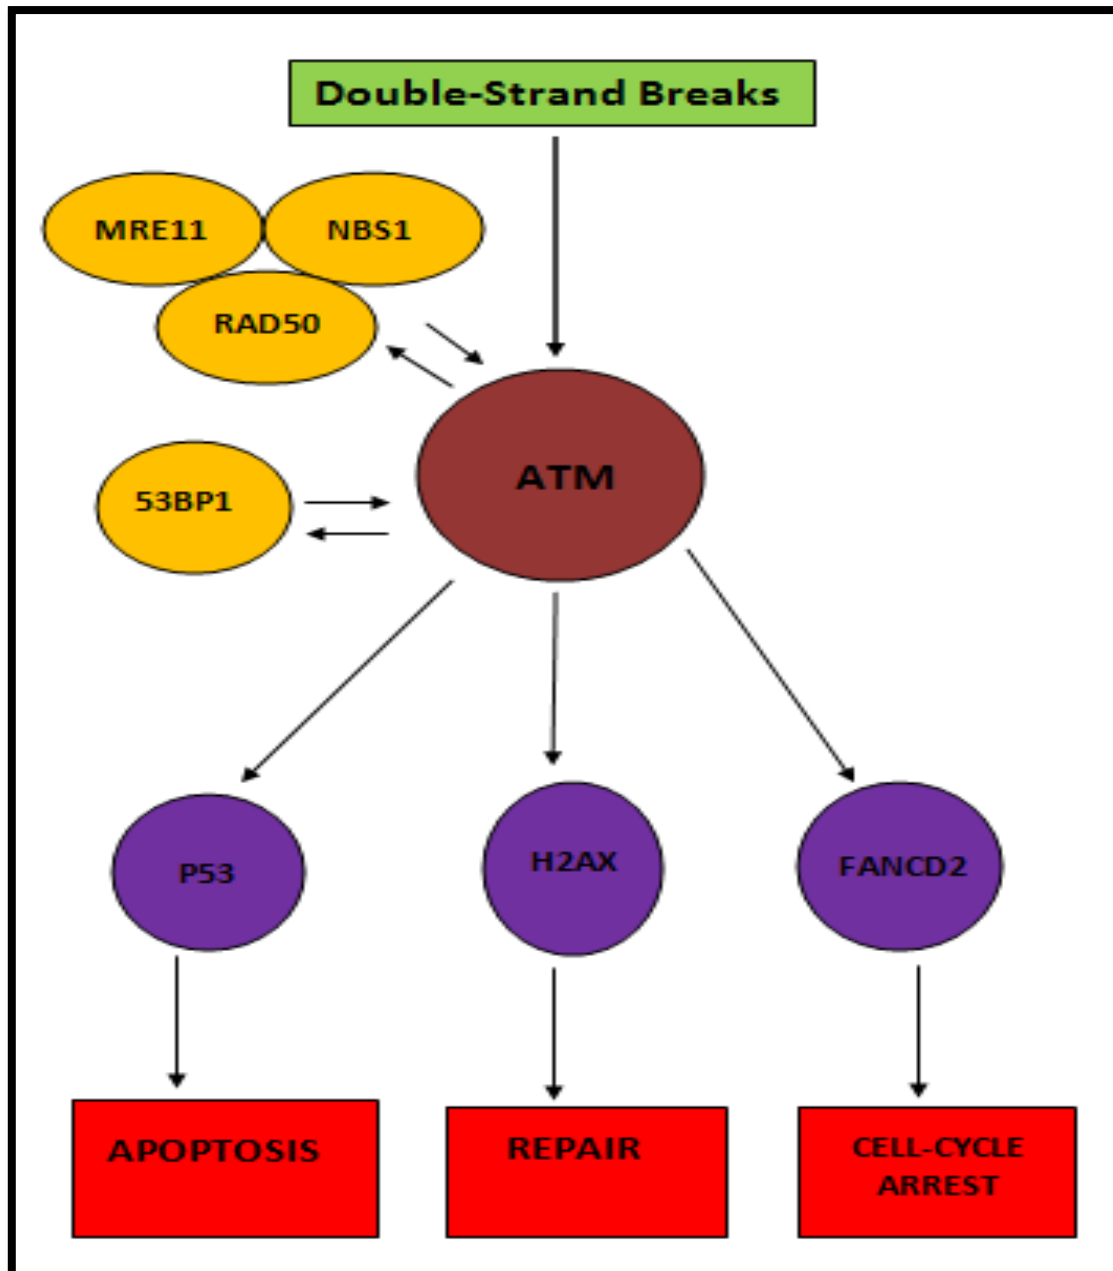 Double-Strand Breaks
MRE11
NBS1
RAD50
ATM
53BP1
P53
H2AX
FANCD2
APOPTOSIS
REPAIR
CELL-CYCLE
ARREST